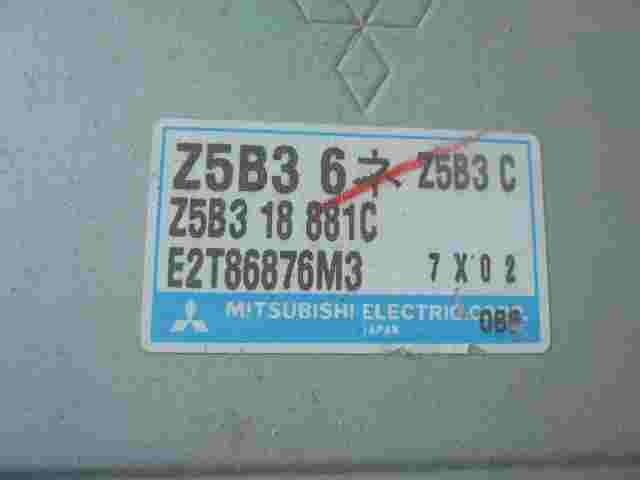 Z5B3 6ネ Z5B3 C
Z5B3 18 881C
E2T86876M3 7X02
MITSUBISHI ELECTRIC CORP.
JAPAN